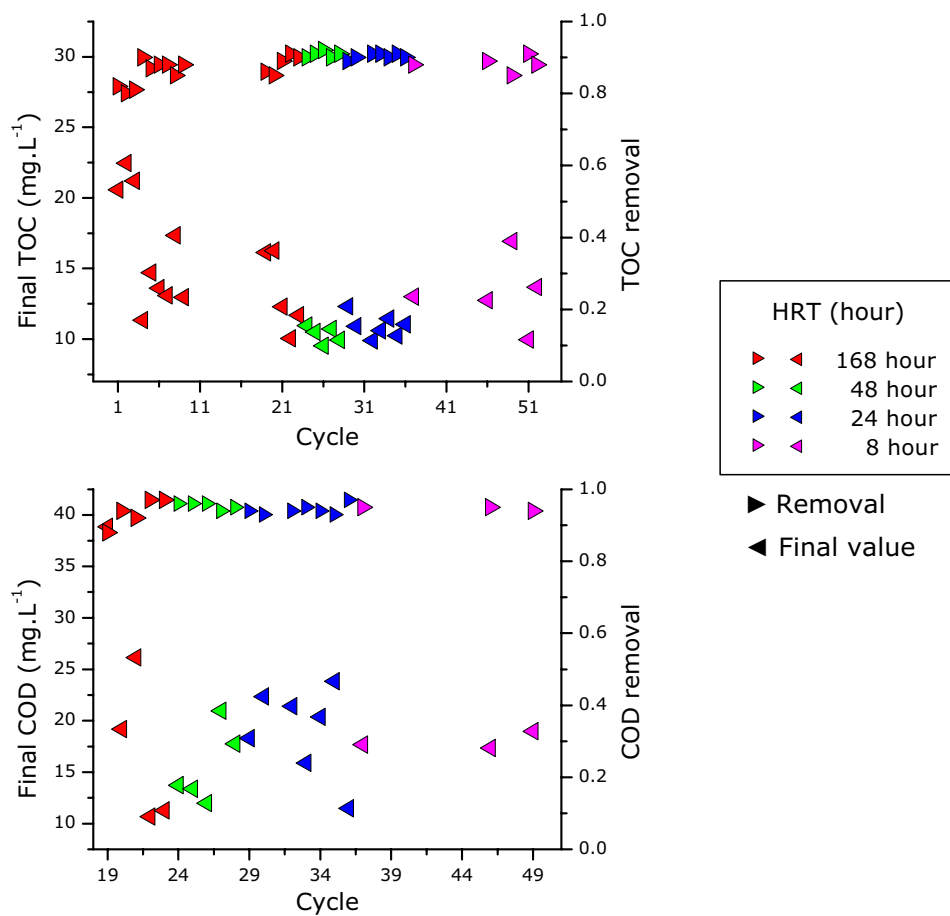 30
25
20
15
10
Final TOC (mg.L⁻¹)
1.0
0.8
0.6
0.4
0.2
0.0
TOC removal
1 11 21 31 41 51
Cycle
40
35
30
25
20
15
10
Final COD (mg.L⁻¹)
1.0
0.8
0.6
0.4
0.2
0.0
COD removal
19 24 29 34 39 44 49
Cycle
HRT (hour)
168 hour
48 hour
24 hour
8 hour
Removal
Final value